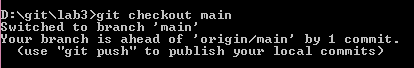 D:\git\lab3>git checkout main
Switched to branch 'main'
Your branch is ahead of 'origin/main' by 1 commit.
  (use "git push" to publish your local commits)